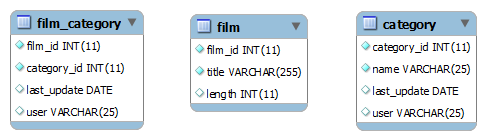 film_category
film_id INT(11)
category_id INT(11)
last_update DATE
user VARCHAR(25)
film
film_id INT(11)
title VARCHAR(255)
length INT(11)
category
category_id INT(11)
name VARCHAR(25)
last_update DATE
user VARCHAR(25)